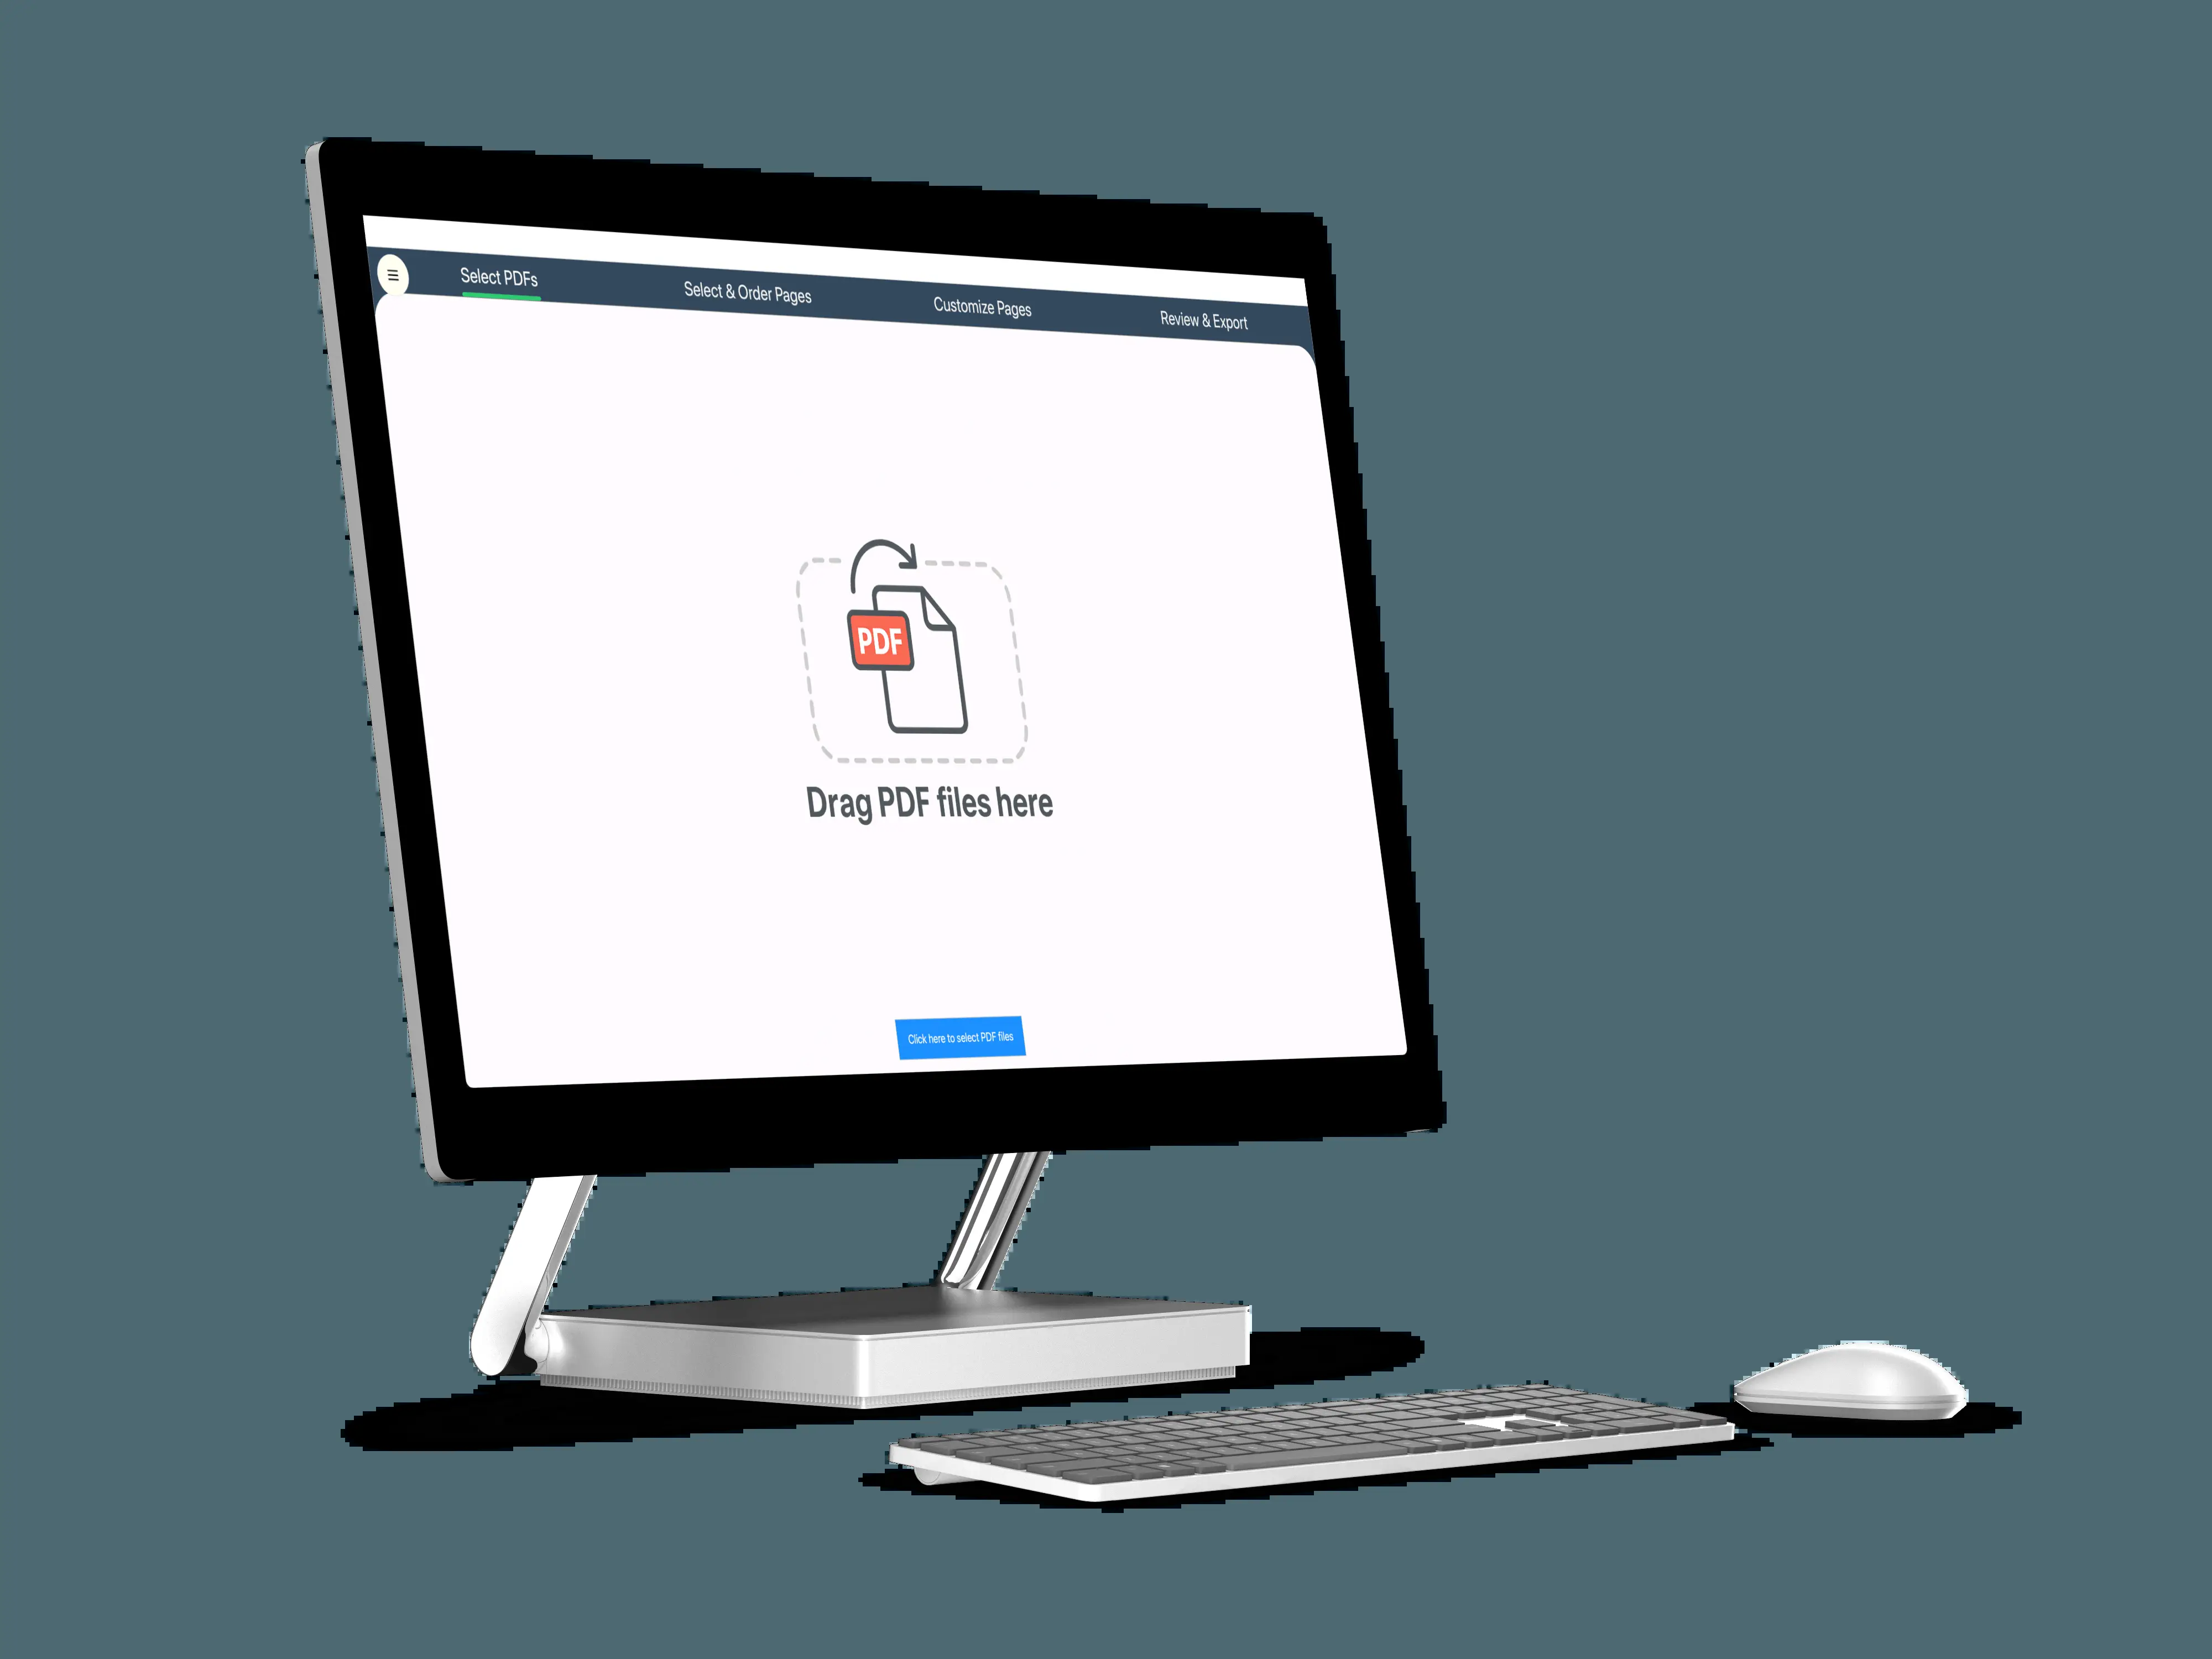 Select PDFs
Select & Order Pages
Customize Pages
Review & Export
PDF
Drag PDF files here
Click here to select PDF files